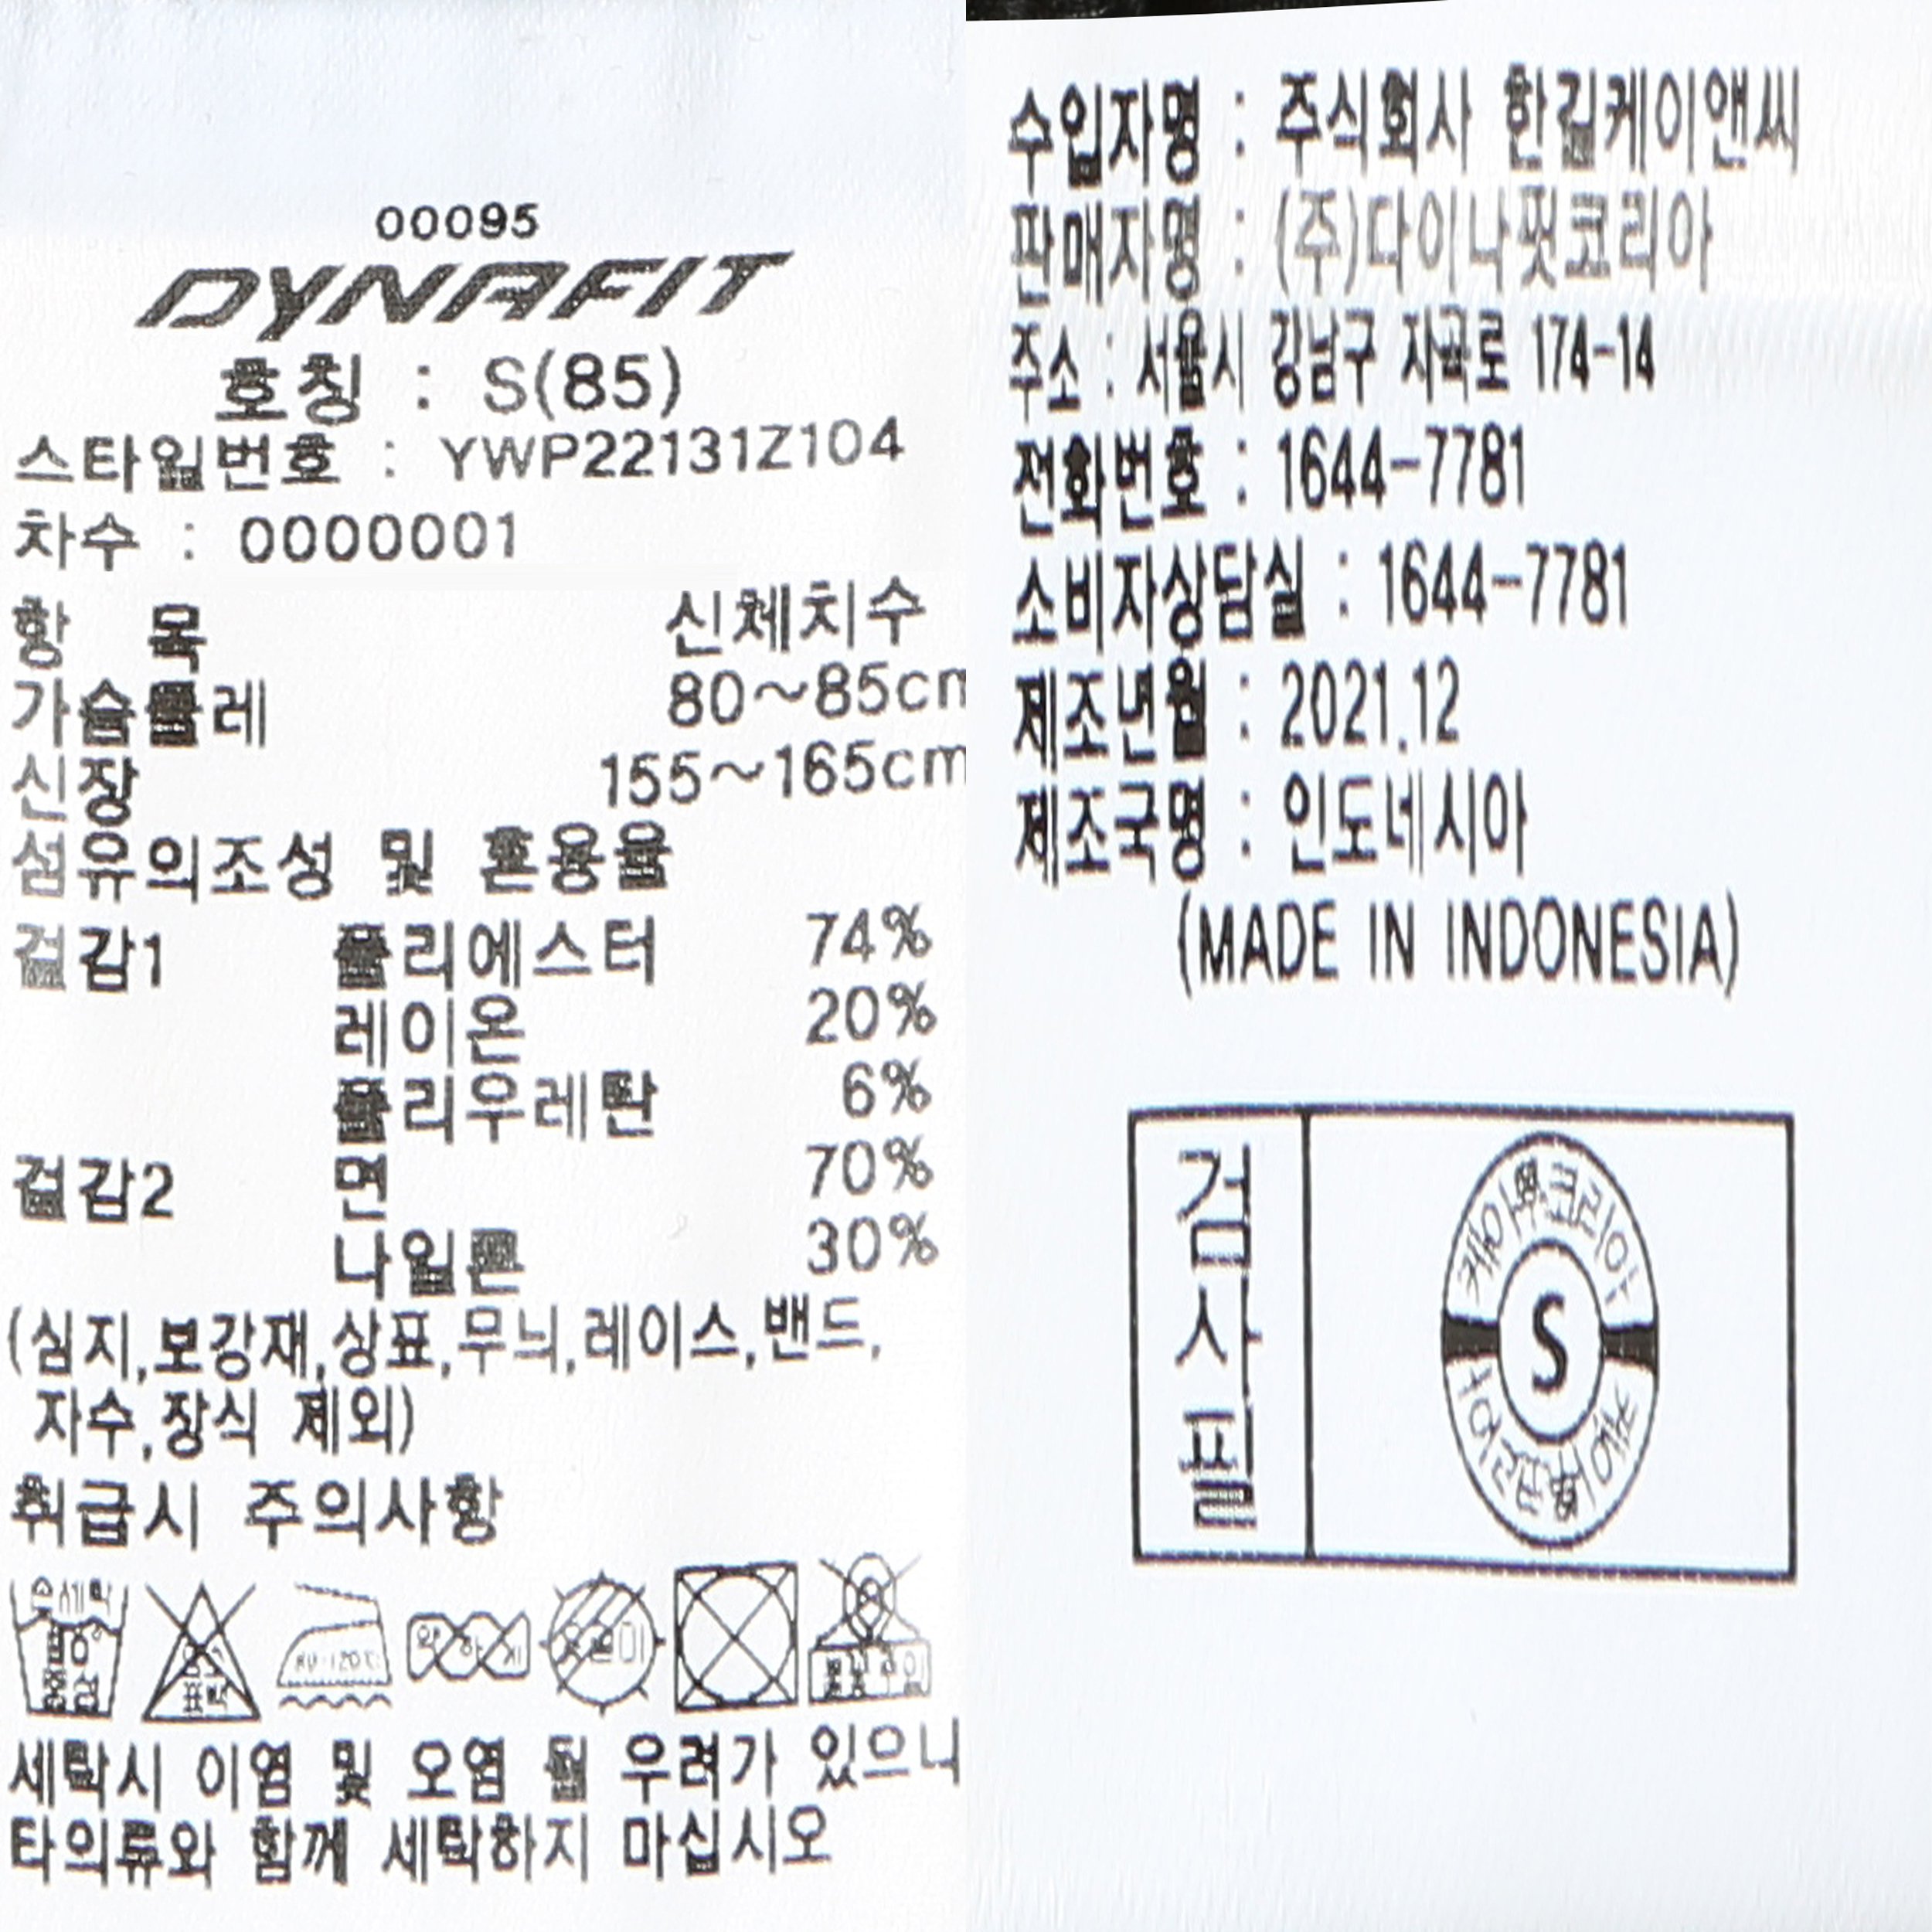 00095
DYNAFIT
호칭 : S(85)
스타일번호 : YWP22131Z104
차수 : 0000001
항 목 신체치수
가슴둘레 80~85cm
신장 155~165cm
섬유의조성 및 혼용율
겉감1 폴리에스터 74%
레이온 20%
폴리우레탄 6%
겉감2 면 70%
나일론 30%
(심지,보강재,상표,무늬,레이스,밴드,
자수,장식 제외)
취급시 주의사항
손세탁
중성
표백
세탁시 이염 및 오염 될 우려가 있으니
타의류와 함께 세탁하지 마십시오
수입자명 : 주식회사 한길케이앤씨
판매자명 : (주)다이나핏코리아
주소 : 서울시 강남구 자곡로 174-14
전화번호 : 1644-7781
소비자상담실 : 1644-7781
제조년월 : 2021.12
제조국명 : 인도네시아
(MADE IN INDONESIA)
검사필
S